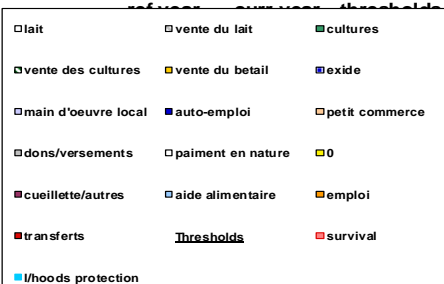 ref year curr year thresholds
lait vente du lait cultures
vente des cultures vente du betail exide
main d'oeuvre local auto-emploi petit commerce
dons/versements paiment en nature 0
cueillette/autres aide alimentaire emploi
transferts Thresholds survival
l/hoods protection